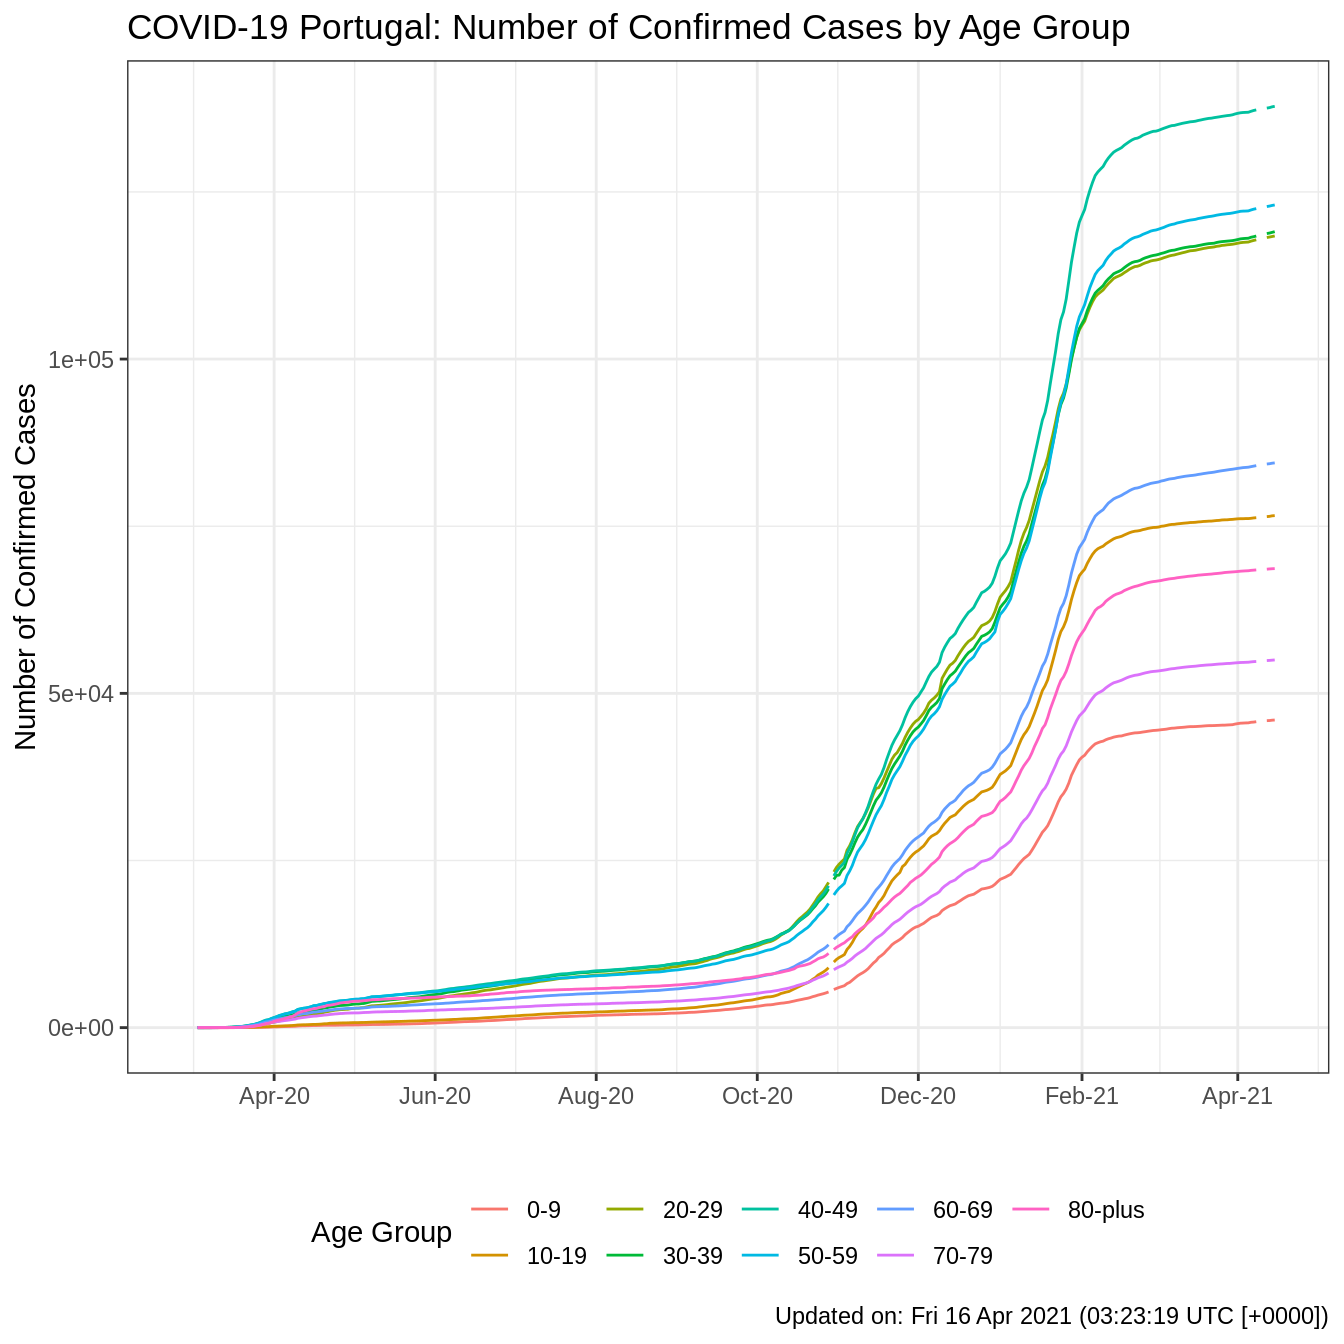 COVID-19 Portugal: Number of Confirmed Cases by Age Group
Number of Confirmed Cases
1e+05
5e+04
0e+00
Apr-20 Jun-20 Aug-20 Oct-20 Dec-20 Feb-21 Apr-21
Age Group
0-9 20-29 40-49 60-69 80-plus
10-19 30-39 50-59 70-79
Updated on: Fri 16 Apr 2021 (03:23:19 UTC [+0000])